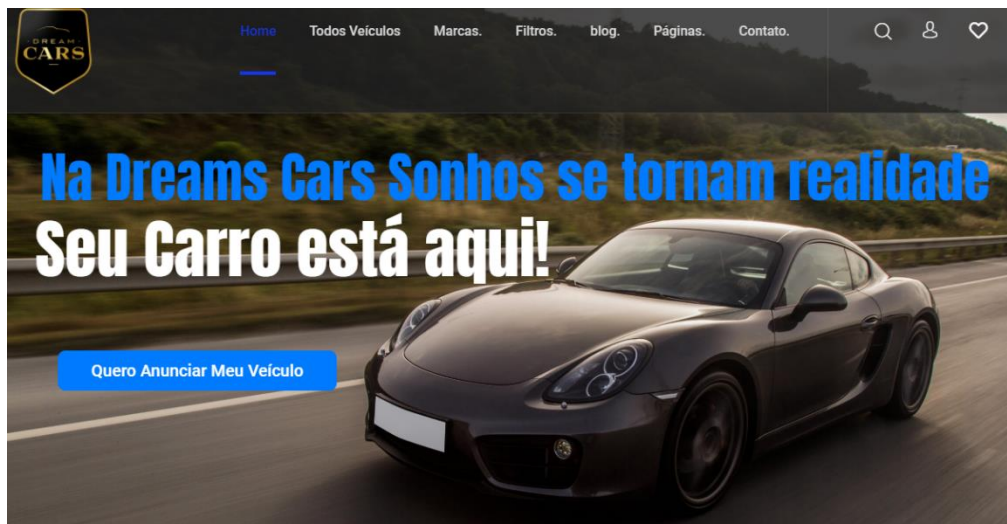 DREAM
CARS
Home Todos Veículos Marcas. Filtros. blog. Páginas. Contato.
Na Dreams Cars Sonhos se tornam realidade
Seu Carro está aqui!
Quero Anunciar Meu Veículo